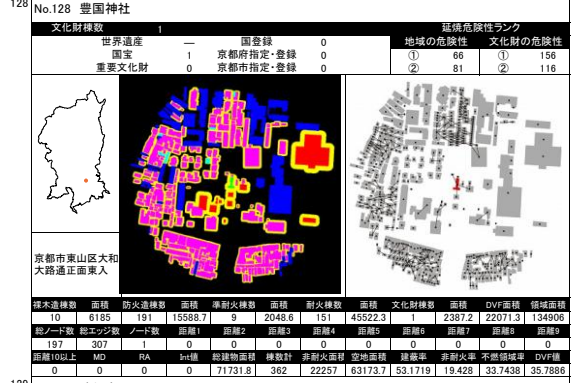 128
No.128 豊国神社
文化財棟数 1 延焼危険性ランク
世界遺産 ― 国登録 0 地域の危険性 文化財の危険性
国宝 1 京都府指定・登録 0 ① 66 ① 156
重要文化財 0 京都市指定・登録 0 ② 81 ② 116
京都市東山区大和
大路通正面東入
裸木造棟数 面積 防火造棟数 面積 準耐火棟数 面積 耐火棟数 面積 文化財棟数 面積 DVF面積 領域面積
10 6185 191 15588.7 9 2048.6 151 45522.3 1 2387.2 22071.3 134906
総ノード数 総エッジ数 ノード数 距離1 距離2 距離3 距離4 距離5 距離6 距離7 距離8 距離9
197 307 1 0 0 0 0 0 0 0 0 0
距離10以上 MD RA Int値 総建物面積 棟数計 非耐火面積 空地面積 建蔽率 非耐火率 不燃領域率 DVF値
0 0 0 0 71731.8 362 22257 63173.7 53.1719 19.428 33.7438 35.7886